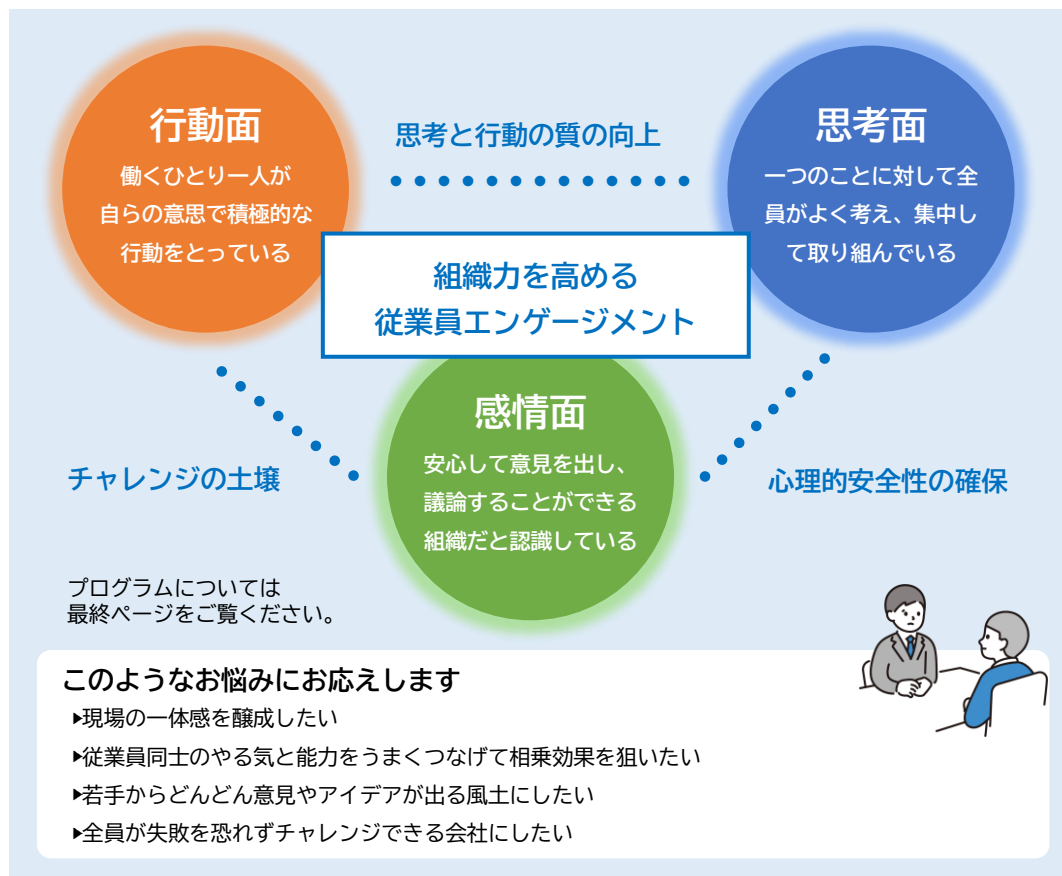 行動面
働くひとり一人が
自らの意思で積極的な
行動をとっている
思考と行動の質の向上
思考面
一つのことに対して全
員がよく考え、集中し
て取り組んでいる
組織力を高める
従業員エンゲージメント
感情面
安心して意見を出し、
議論することができる
組織だと認識している
チャレンジの土壌
心理的安全性の確保
プログラムについては
最終ページをご覧ください。
このようなお悩みにお応えします
▶現場の一体感を醸成したい
▶従業員同士のやる気と能力をうまくつなげて相乗効果を狙いたい
▶若手からどんどん意見やアイデアが出る風土にしたい
▶全員が失敗を恐れずチャレンジできる会社にしたい